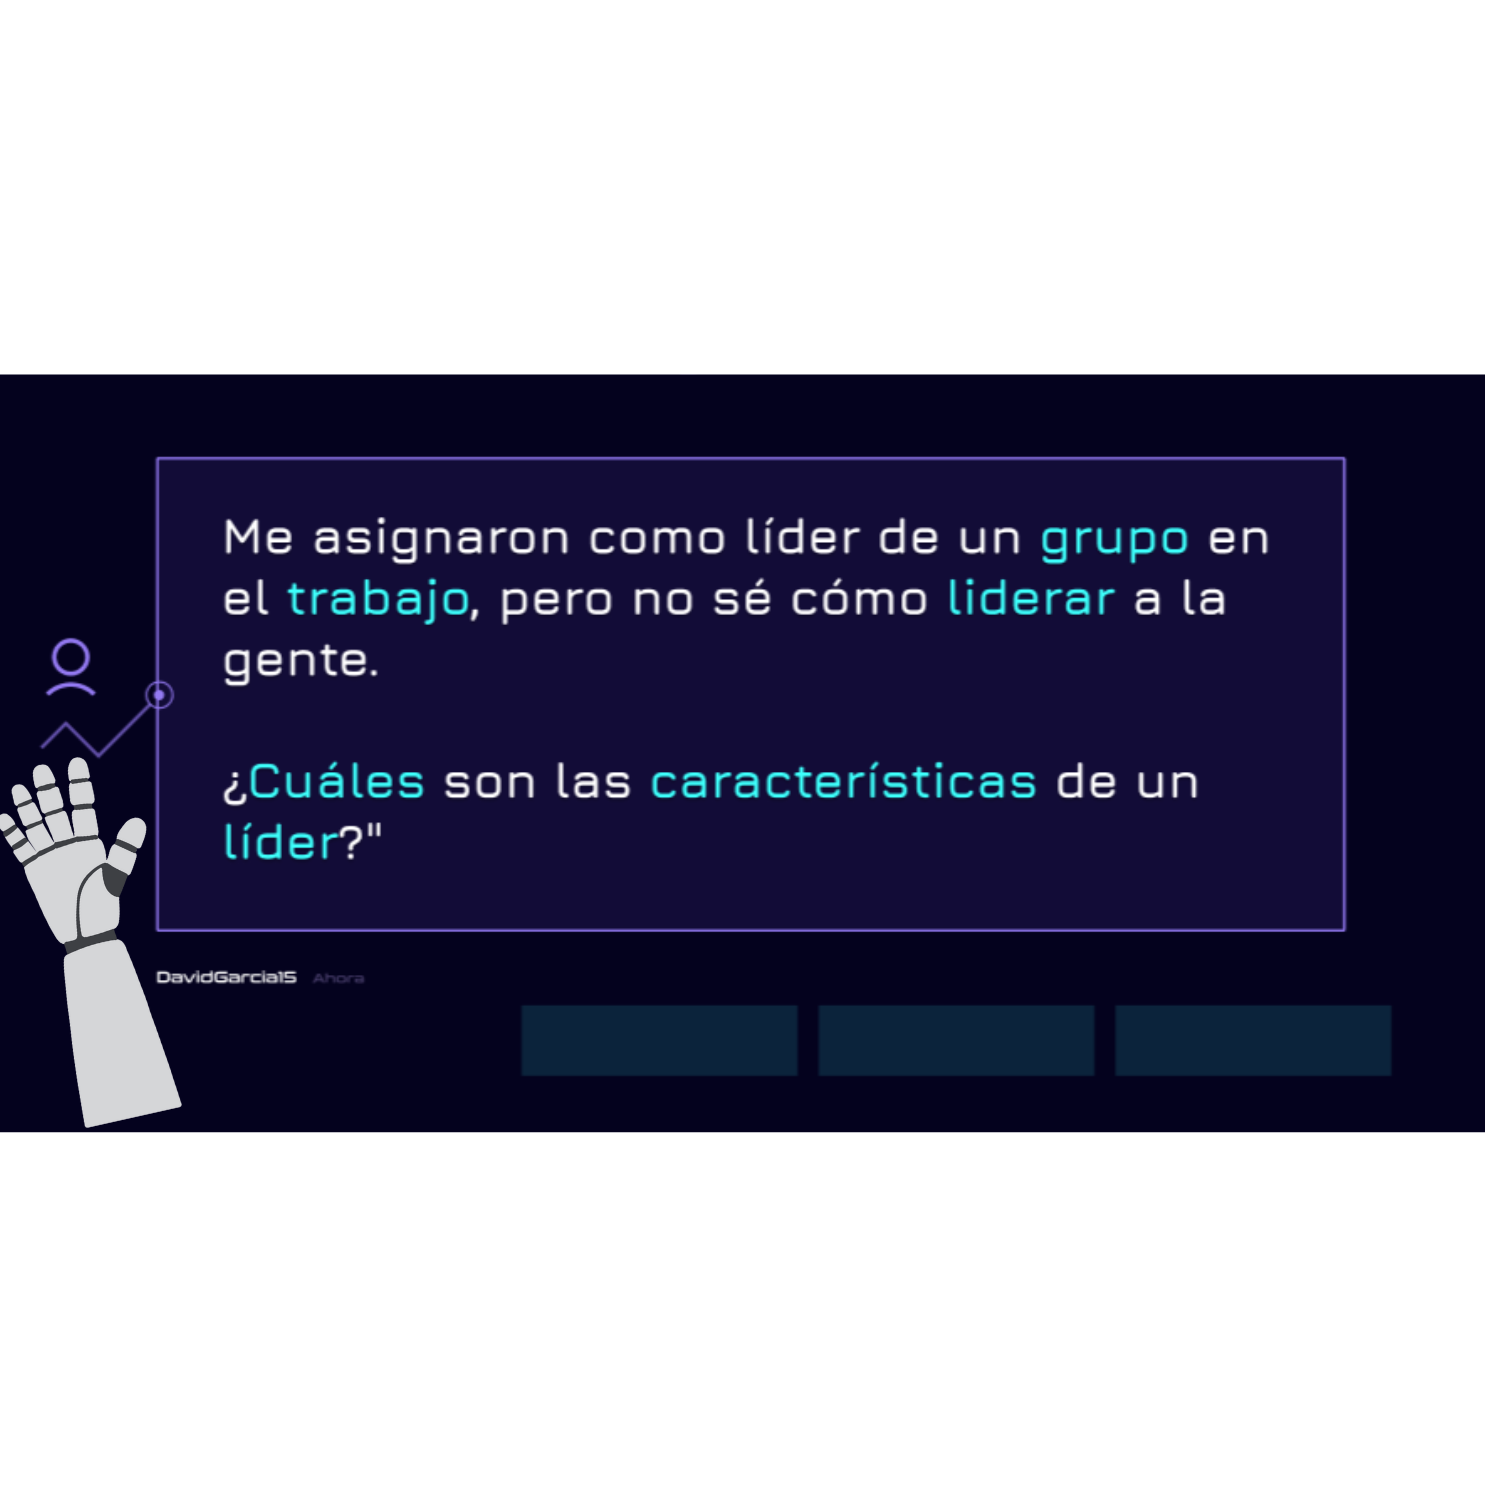 Me asignaron como líder de un grupo en
el trabajo, pero no sé cómo liderar a la
gente.
¿Cuáles son las características de un
líder?"
DavidGarcia15 Ahora